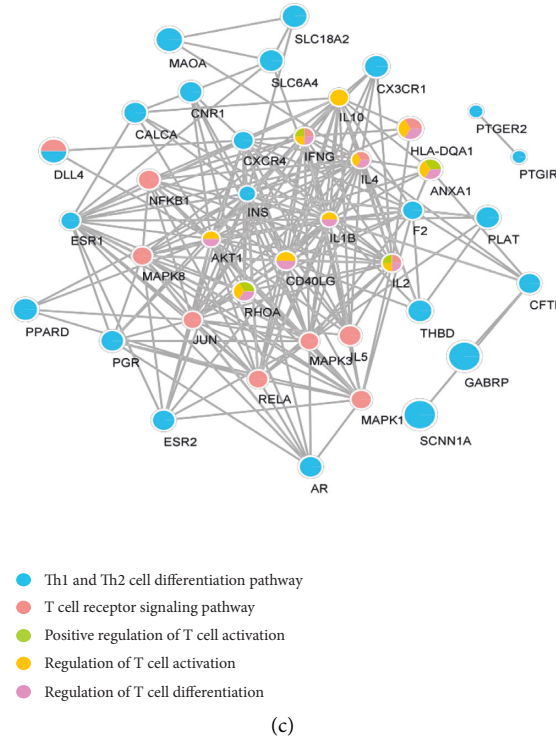 SLC18A2
MAOA
SLC6A4
CX3CR1
CNR1
IL10
PTGER2
CALCA
HLA-DQA1
CXCR4
IFNG
PTGIR
DLL4
IL4
ANXA1
NFKB1
INS
ESR1
IL1B
F2
PLAT
AKT1
MAPK8
CD40LG
IL2
CFTR
RHOA
PPARD
THBD
PGR
JUN
MAPK3
IL5
GABRP
RELA
MAPK1
SCNN1A
ESR2
AR
Th1 and Th2 cell differentiation pathway
T cell receptor signaling pathway
Positive regulation of T cell activation
Regulation of T cell activation
Regulation of T cell differentiation
(c)